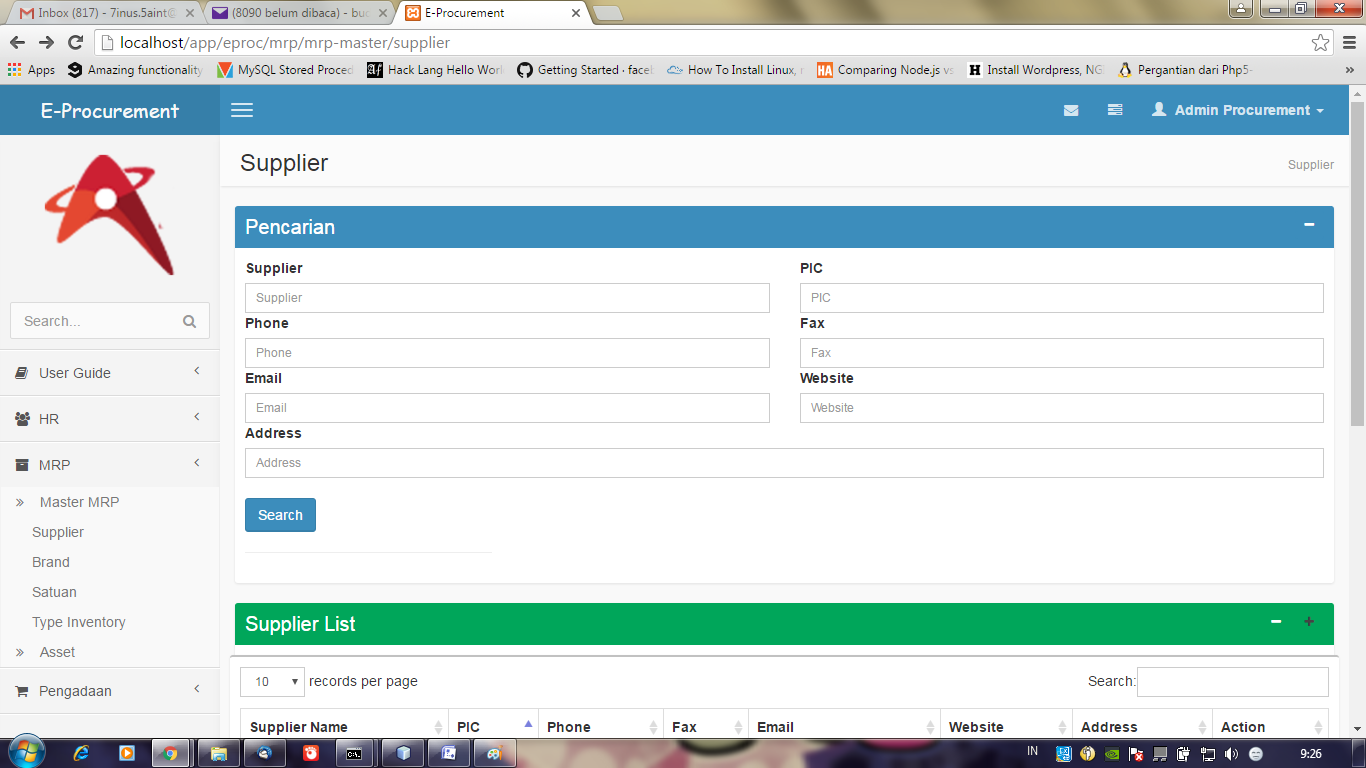 Inbox (817) - 7inus.5aint@
(8090 belum dibaca) - buc
E-Procurement
localhost/app/eproc/mrp/mrp-master/supplier
Apps
Amazing functionality
MySQL Stored Proced
Hack Lang Hello Worl
Getting Started · facel
How To Install Linux,
HA
Comparing Node.js vs
H
Install Wordpress, NG
Pergantian dari Php5-
»
E-Procurement
Admin Procurement
Supplier
Supplier
Pencarian
Supplier
PIC
Supplier
PIC
Phone
Fax
Phone
Fax
Email
Website
Email
Website
Address
Address
Search
Search...
User Guide
HR
MRP
» Master MRP
Supplier
Brand
Satuan
Type Inventory
» Asset
Pengadaan
Supplier List
10 records per page
Search:
Supplier Name PIC Phone Fax Email Website Address Action
IN
9:26